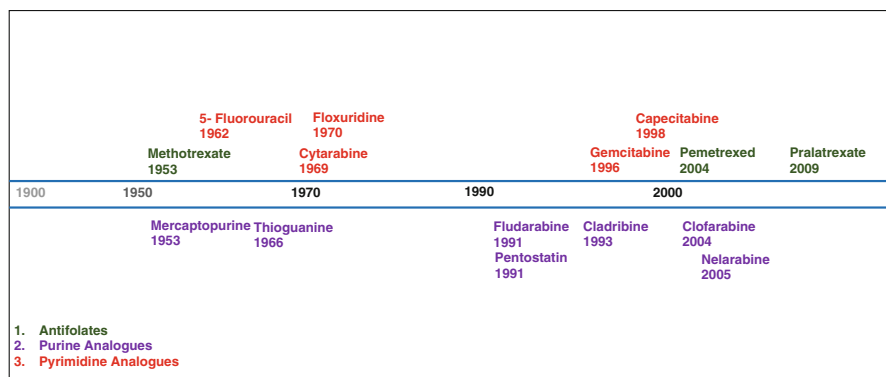 5- Fluorouracil
1962
Floxuridine
1970
Capecitabine
1998
Methotrexate
1953
Cytarabine
1969
Gemcitabine
1996
Pemetrexed
2004
Pralatrexate
2009
1900 1950 1970 1990 2000
Mercaptopurine
1953
Thioguanine
1966
Fludarabine
1991
Pentostatin
1991
Cladribine
1993
Clofarabine
2004
Nelarabine
2005
1. Antifolates
2. Purine Analogues
3. Pyrimidine Analogues